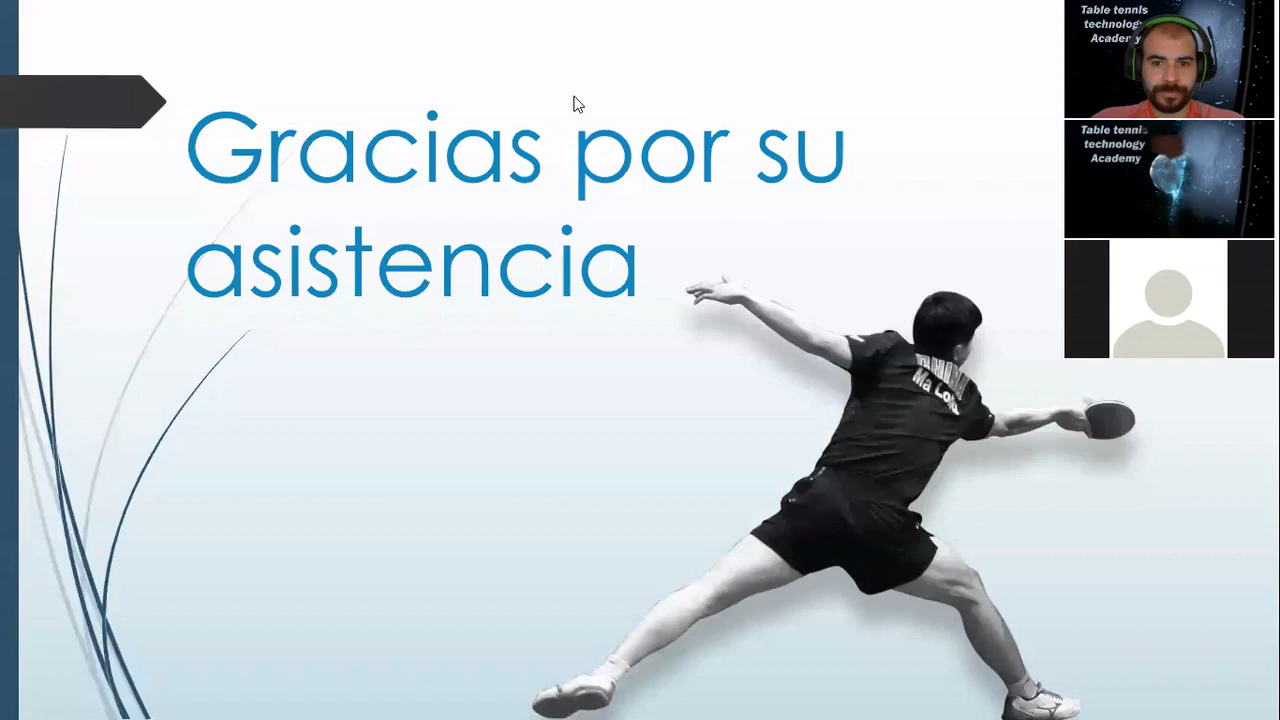 Gracias por su
asistencia
Table tennis
technology
Academy
Table tennis
technology
Academy
Ma Long